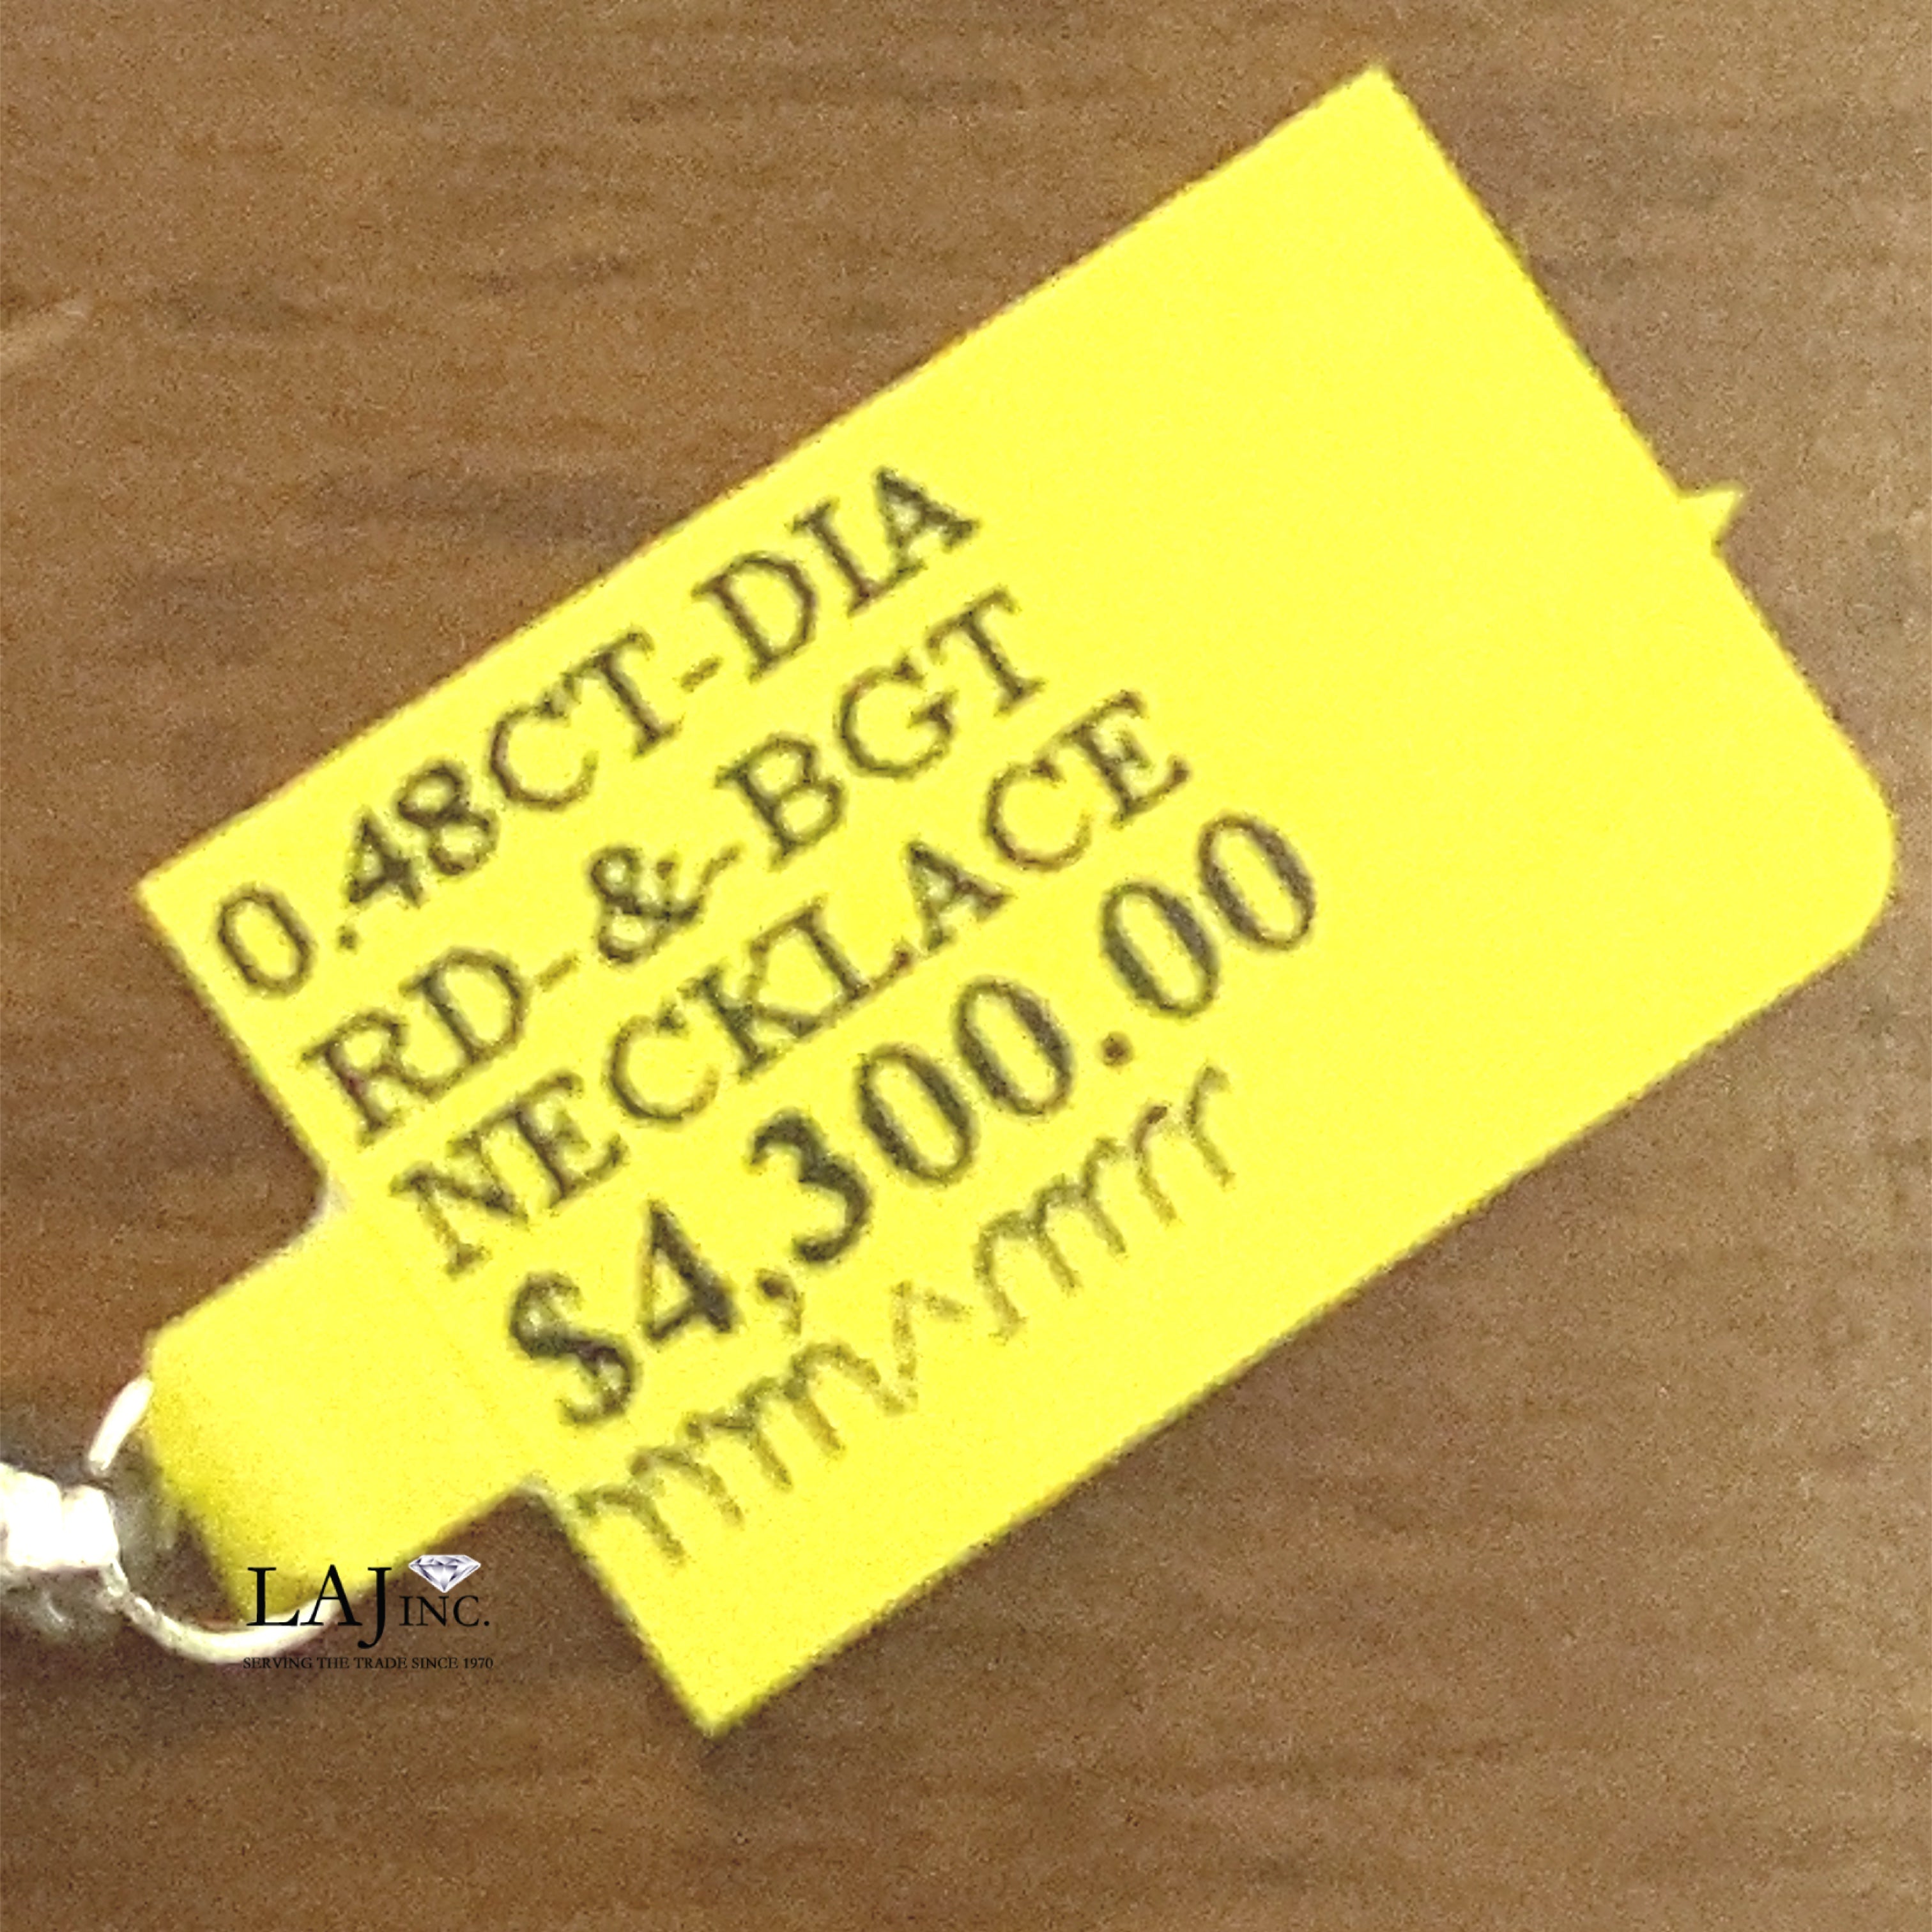 0.48CT-DIA
RD-&-BGT
NECKLACE
$4,300.00
LAJ INC.
SERVING THE TRADE SINCE 1970